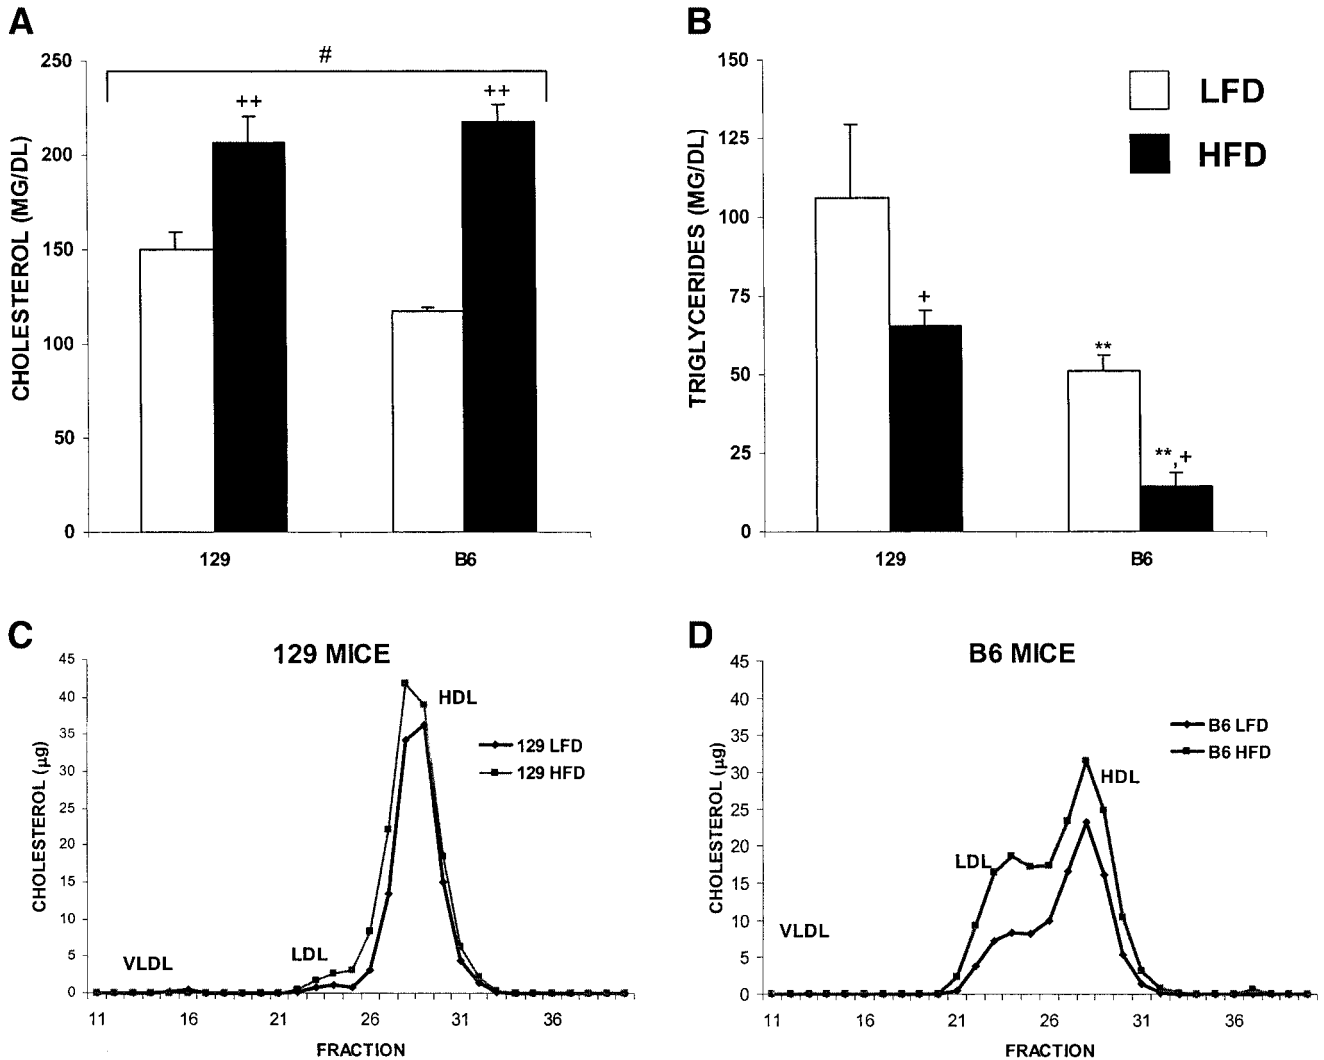 A
#
250
200
150
100
50
0
CHOLESTEROL (MG/DL)
++
++
129
B6
B
150
125
100
75
50
25
0
TRIGLYCERIDES (MG/DL)
LFD
HFD
+
**
**,+
129
B6
C
129 MICE
45
40
35
30
25
20
15
10
5
0
CHOLESTEROL (µg)
HDL
129 LFD
129 HFD
VLDL
LDL
11
16
21
26
31
36
FRACTION
D
B6 MICE
45
40
35
30
25
20
15
10
5
0
CHOLESTEROL (µg)
B6 LFD
B6 HFD
HDL
LDL
VLDL
11
16
21
26
31
36
FRACTION